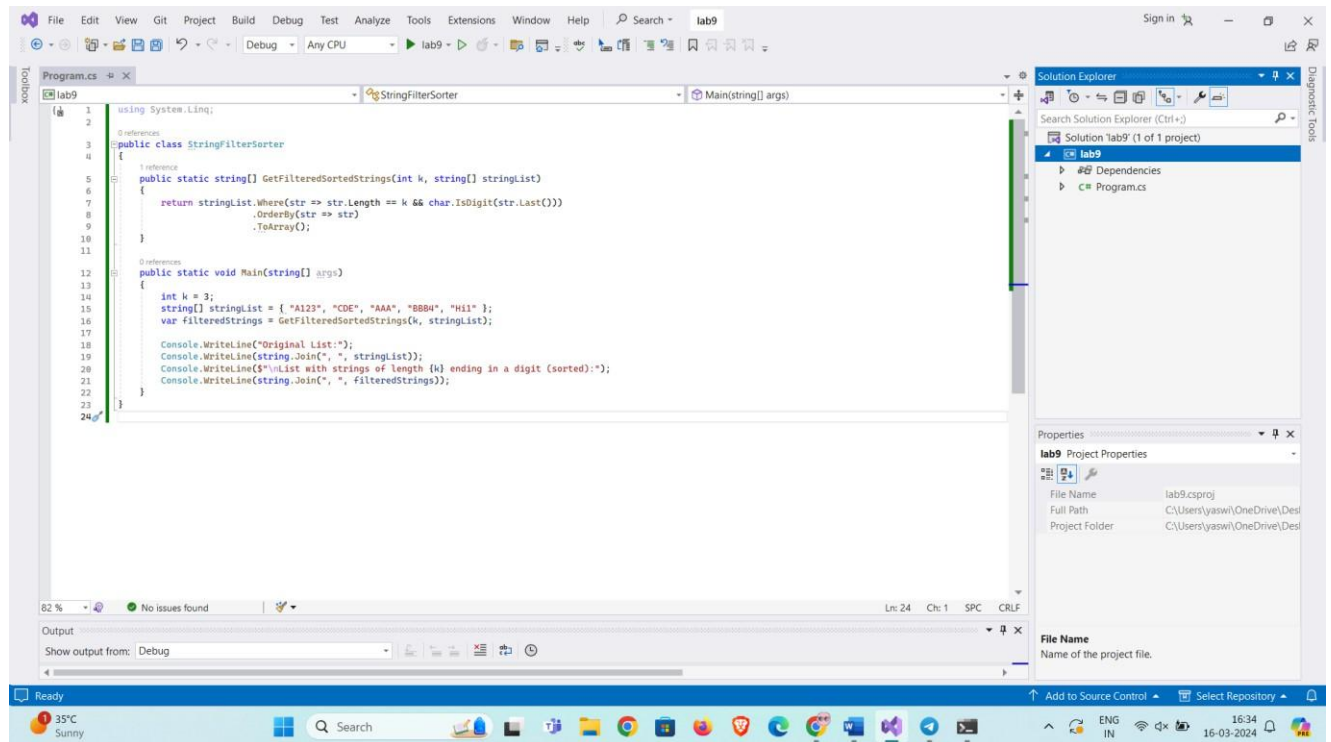 File Edit View Git Project Build Debug Test Analyze Tools Extensions Window Help Search lab9 Sign in
Debug Any CPU lab9
Toolbox
Program.cs
lab9 StringFilterSorter Main(string[] args)
1 using System.Linq;
2
0 references
3 public class StringFilterSorter
4 {
1 reference
5 public static string[] GetFilteredSortedStrings(int k, string[] stringList)
6 {
7 return stringList.Where(str => str.Length == k && char.IsDigit(str.Last()))
8 .OrderBy(str => str)
9 .ToArray();
10 }
11
0 references
12 public static void Main(string[] args)
13 {
14 int k = 3;
15 string[] stringList = { "A123", "CDE", "AAA", "BBB4", "Hi1" };
16 var filteredStrings = GetFilteredSortedStrings(k, stringList);
17
18 Console.WriteLine("Original List:");
19 Console.WriteLine(string.Join(", ", stringList));
20 Console.WriteLine($"\nList with strings of length {k} ending in a digit (sorted):");
21 Console.WriteLine(string.Join(", ", filteredStrings));
22 }
23 }
24
82 % No issues found Ln: 24 Ch: 1 SPC CRLF
Output
Show output from: Debug
Solution Explorer
Search Solution Explorer (Ctrl+;)
Solution 'lab9' (1 of 1 project)
lab9
Dependencies
C# Program.cs
Diagnostic Tools
Properties
lab9 Project Properties
File Name lab9.csproj
Full Path C:\Users\yaswi\OneDrive\Desl
Project Folder C:\Users\yaswi\OneDrive\Desl
File Name
Name of the project file.
Ready Add to Source Control Select Repository
1
35°C
Sunny
Search
ENG
IN
16:34
16-03-2024
PRE